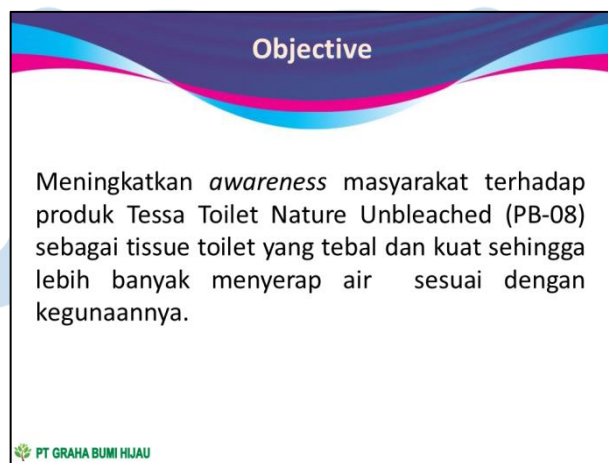 Objective
Meningkatkan awareness masyarakat terhadap
produk Tessa Toilet Nature Unbleached (PB-08)
sebagai tissue toilet yang tebal dan kuat sehingga
lebih banyak menyerap air sesuai dengan
kegunaannya.
PT GRAHA BUMI HIJAU